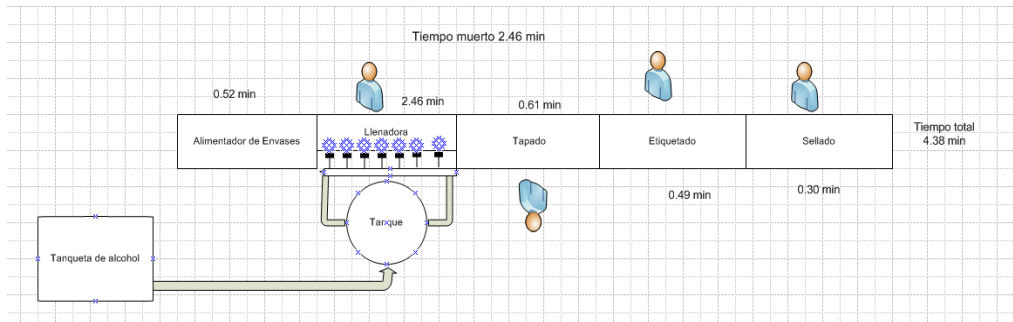 Tiempo muerto 2.46 min
0.52 min
2.46 min
0.61 min
Alimentador de Envases
Llenadora
Tapado
Etiquetado
Sellado
Tiempo total
4.38 min
0.49 min
0.30 min
Tanque
Tanqueta de alcohol